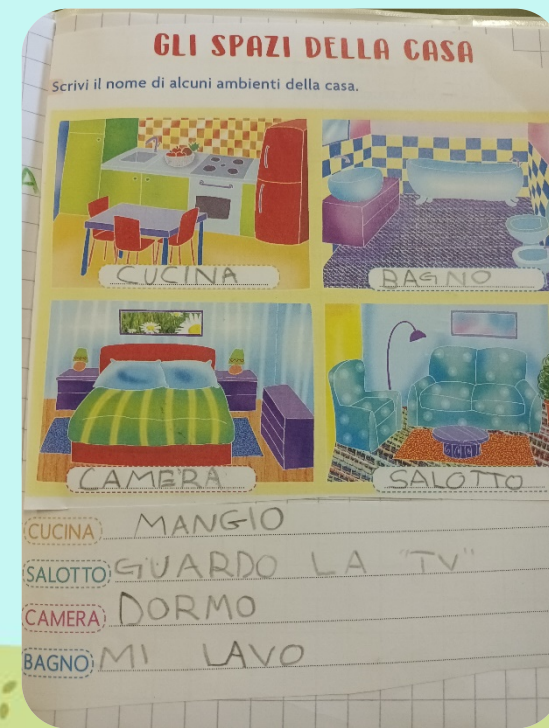 GLI SPAZI DELLA CASA
Scrivi il nome di alcuni ambienti della casa.
CUCINA
BAGNO
CAMERA
SALOTTO
CUCINA MANGIO
SALOTTO GUARDO LA "TV"
CAMERA DORMO
BAGNO MI LAVO